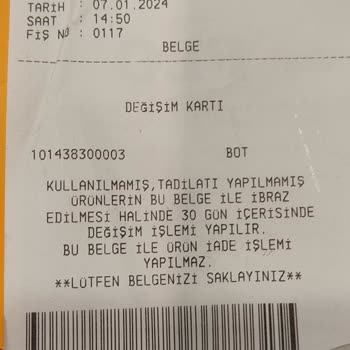 TARİH : 07.01.2024
SAAT : 14:50
FİŞ NO : 0117
BELGE
DEĞİŞİM KARTI
101438300003 BOT
KULLANILMAMIŞ,TADİLATI YAPILMAMIŞ
ÜRÜNLERİN BU BELGE İLE İBRAZ
EDİLMESİ HALİNDE 30 GÜN İÇERİSİNDE
DEĞİŞİM İŞLEMİ YAPILIR.
BU BELGE İLE ÜRÜN İADE İŞLEMİ
YAPILMAZ.
**LÜTFEN BELGENİZİ SAKLAYINIZ**